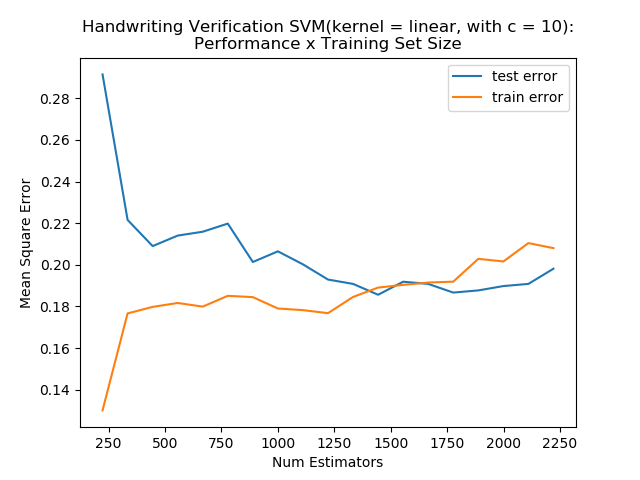 Handwriting Verification SVM(kernel = linear, with c = 10):
Performance x Training Set Size
test error
train error
Mean Square Error
0.28
0.26
0.24
0.22
0.20
0.18
0.16
0.14
250 500 750 1000 1250 1500 1750 2000 2250
Num Estimators